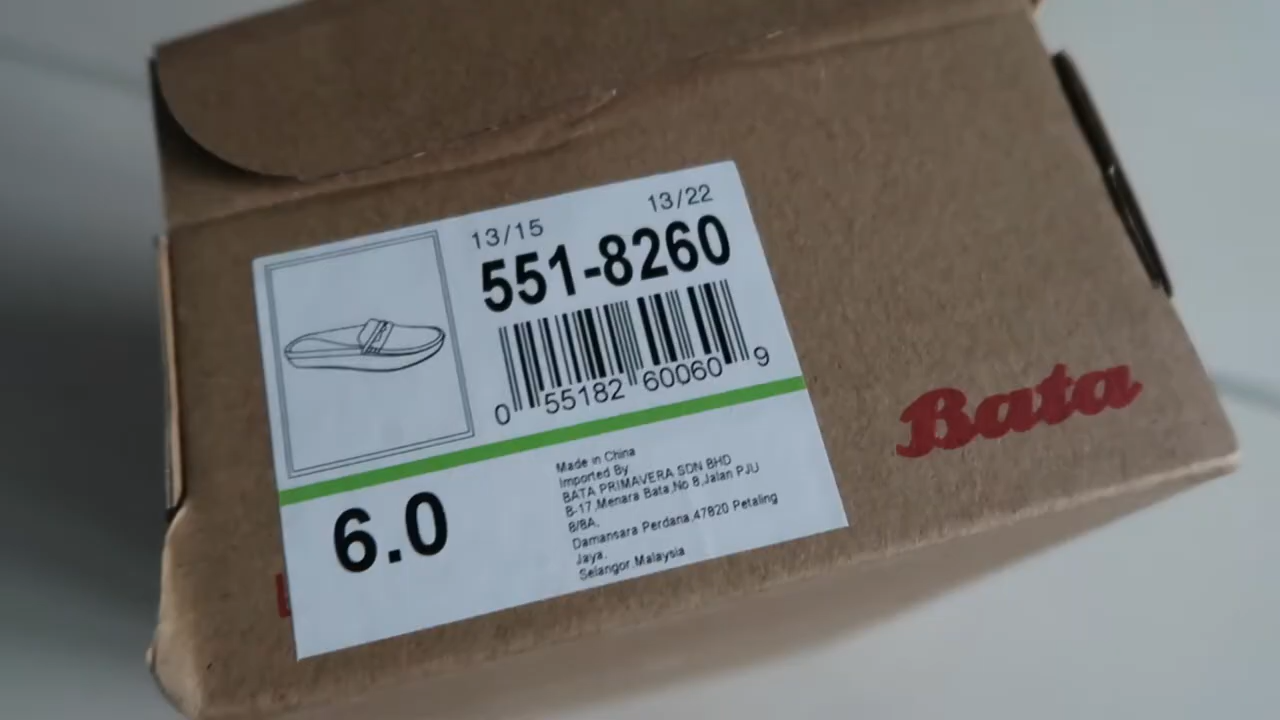 13/15 13/22
551-8260
0 55182 60060 9
6.0
Made in China
Imported By
BATA PRIMAVERA SDN BHD
B-17,Menara Bata,No 8,Jalan PJU
8/8A,
Damansara Perdana,47820 Petaling
Jaya,
Selangor.Malaysia
Bata